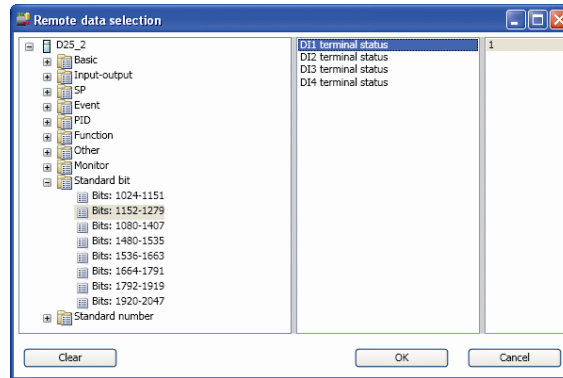 Remote data selection
D25_2
Basic
Input-output
SP
Event
PID
Function
Other
Monitor
Standard bit
Bits: 1024-1151
Bits: 1152-1279
Bits: 1080-1407
Bits: 1480-1535
Bits: 1536-1663
Bits: 1664-1791
Bits: 1792-1919
Bits: 1920-2047
Standard number
DI1 terminal status
DI2 terminal status
DI3 terminal status
DI4 terminal status
1
Clear
OK
Cancel